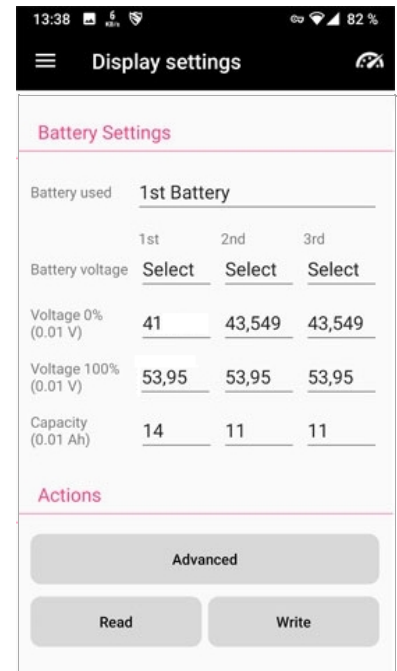 13:38 6 KB/s 82 %
Display settings
Battery Settings
Battery used 1st Battery
1st 2nd 3rd
Battery voltage Select Select Select
Voltage 0%
(0.01 V) 41 43,549 43,549
Voltage 100%
(0.01 V) 53,95 53,95 53,95
Capacity
(0.01 Ah) 14 11 11
Actions
Advanced
Read Write